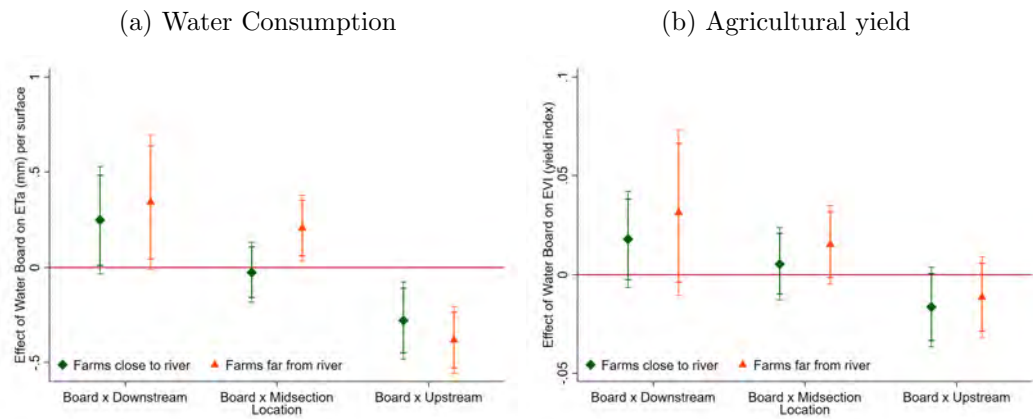 (a) Water Consumption
(b) Agricultural yield
Effect of Water Board on ETa (mm) per surface
1
.5
0
-.5
Farms close to river
Farms far from river
Board x Downstream
Board x Midsection
Board x Upstream
Location
Effect of Water Board on EVI (yield index)
.1
.05
0
-.05
Farms close to river
Farms far from river
Board x Downstream
Board x Midsection
Board x Upstream
Location